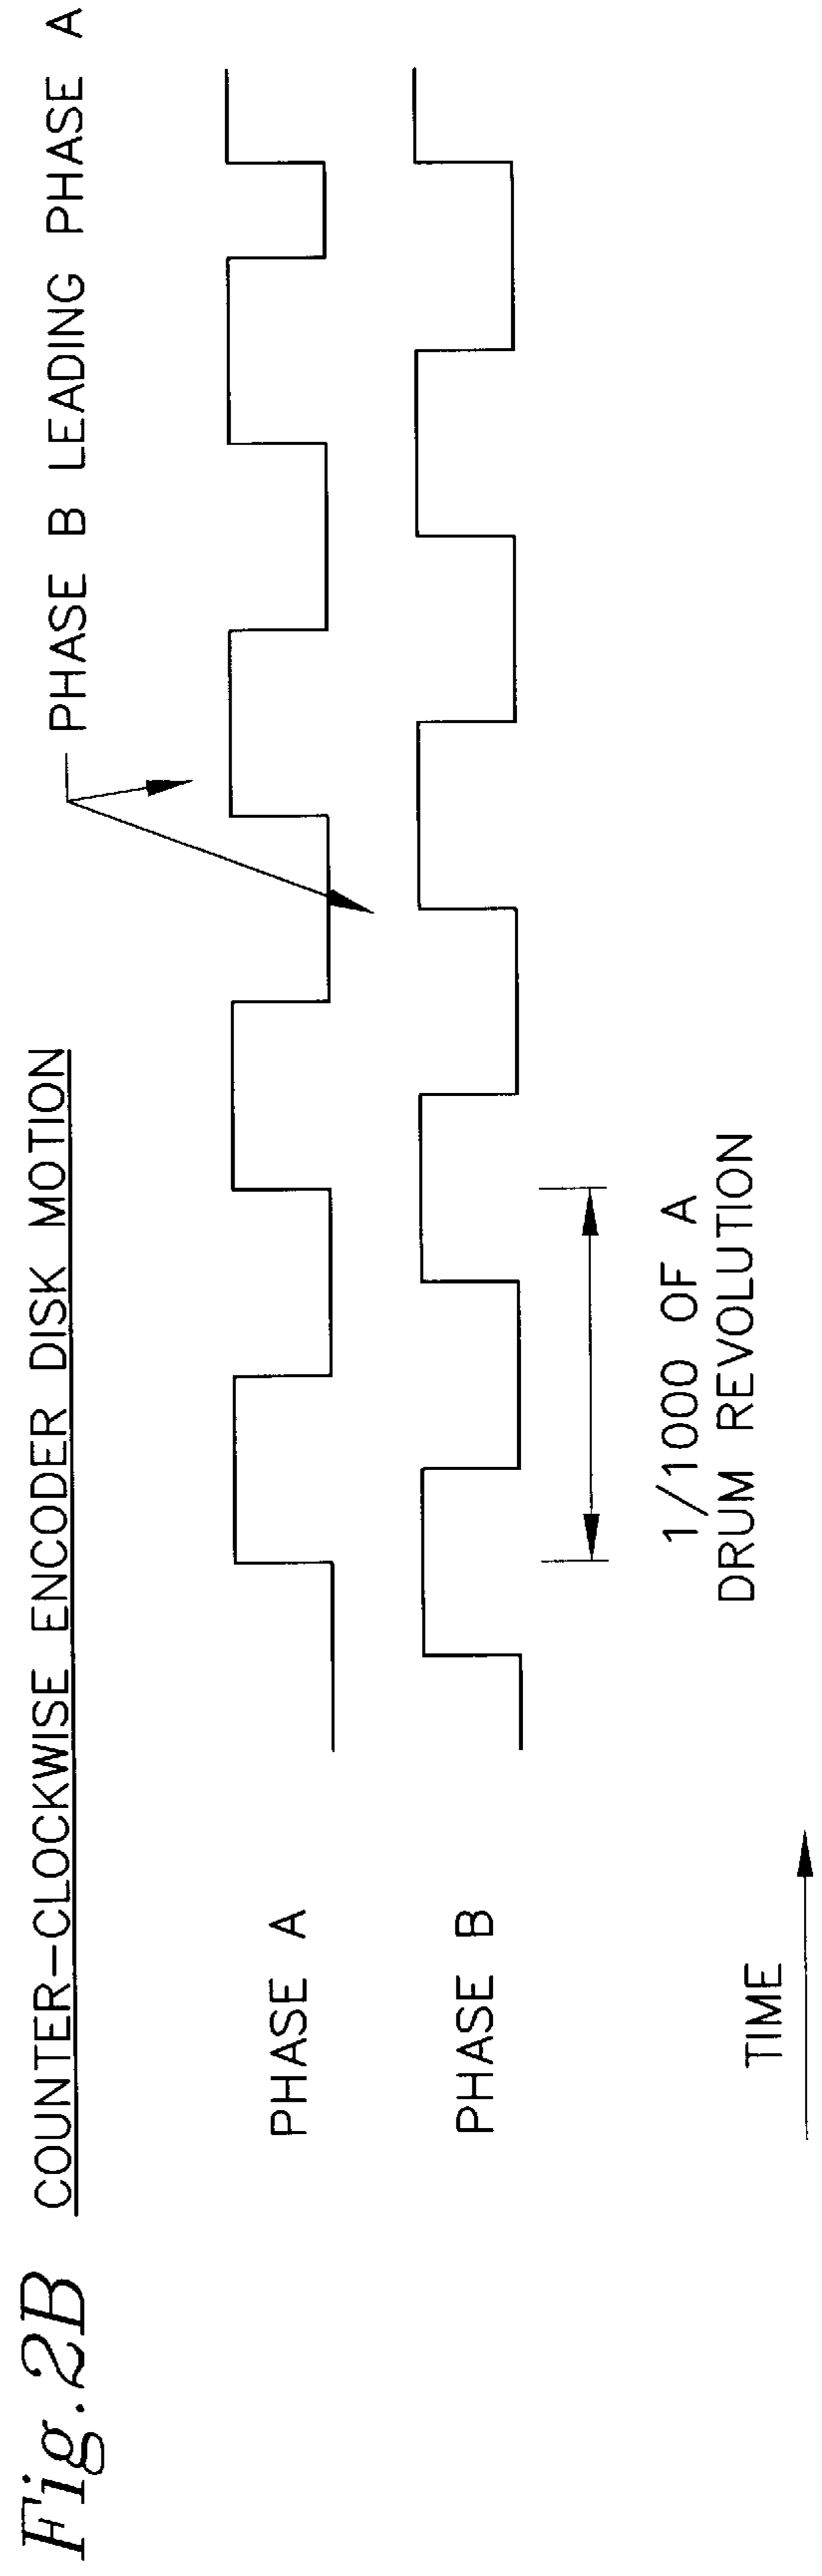 Fig. 2B COUNTER-CLOCKWISE ENCODER DISK MOTION
PHASE B LEADING PHASE A
PHASE A
PHASE B
1/1000 OF A
DRUM REVOLUTION
TIME